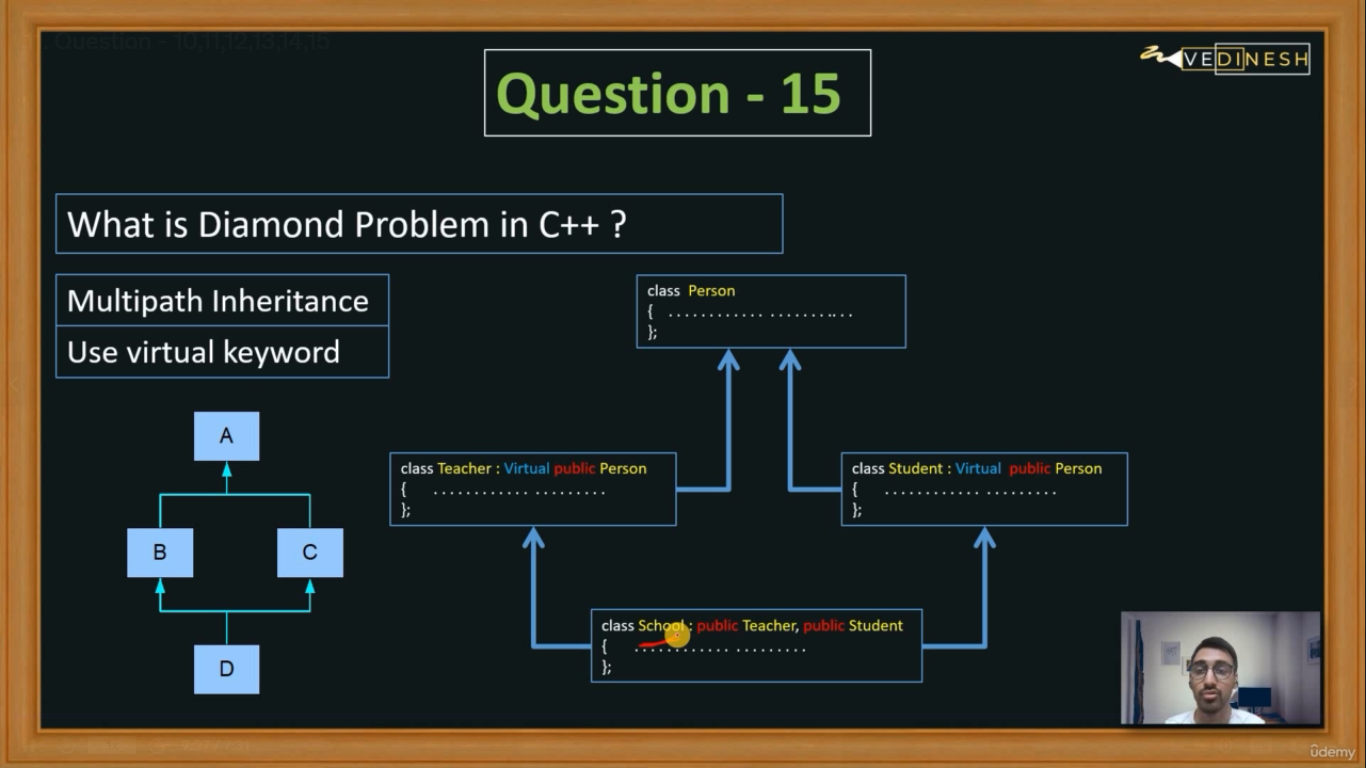 Question - 10,11,12,13,14,15
VEDINESH
Question - 15
What is Diamond Problem in C++ ?
Multipath Inheritance
Use virtual keyword
class Person
{ ............ ............
};
class Teacher : Virtual public Person
{ ............ .........
};
class Student : Virtual public Person
{ ............ .........
};
class School : public Teacher, public Student
{ ............ .........
};
A
B
C
D
ûdemy